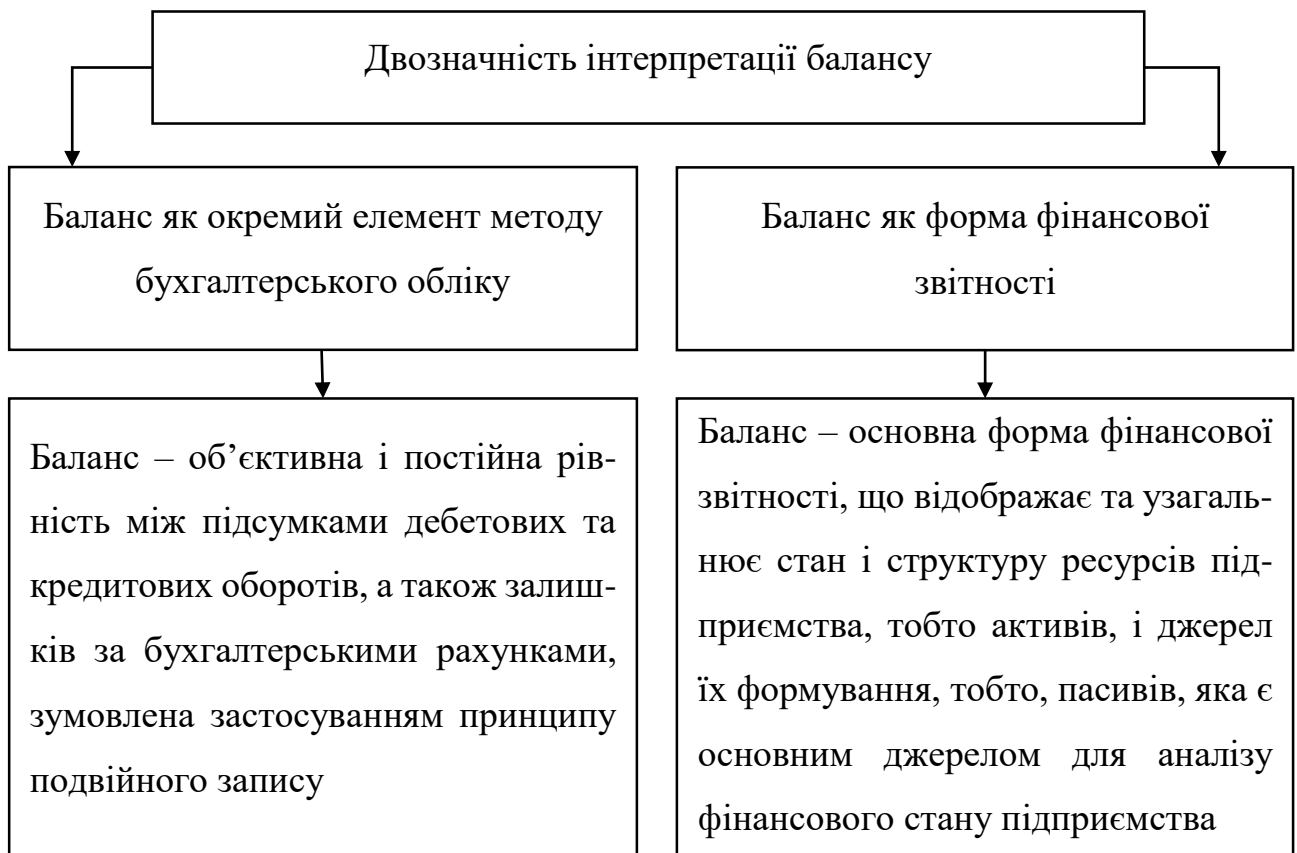 Двозначність інтерпретації балансу
Баланс як окремий елемент методу
бухгалтерського обліку
Баланс як форма фінансової
звітності
Баланс – об’єктивна і постійна рів-
ність між підсумками дебетових та
кредитових оборотів, а також залиш-
ків за бухгалтерськими рахунками,
зумовлена застосуванням принципу
подвійного запису
Баланс – основна форма фінансової
звітності, що відображає та узагаль-
нює стан і структуру ресурсів під-
приємства, тобто активів, і джерел
їх формування, тобто, пасивів, яка є
основним джерелом для аналізу
фінансового стану підприємства